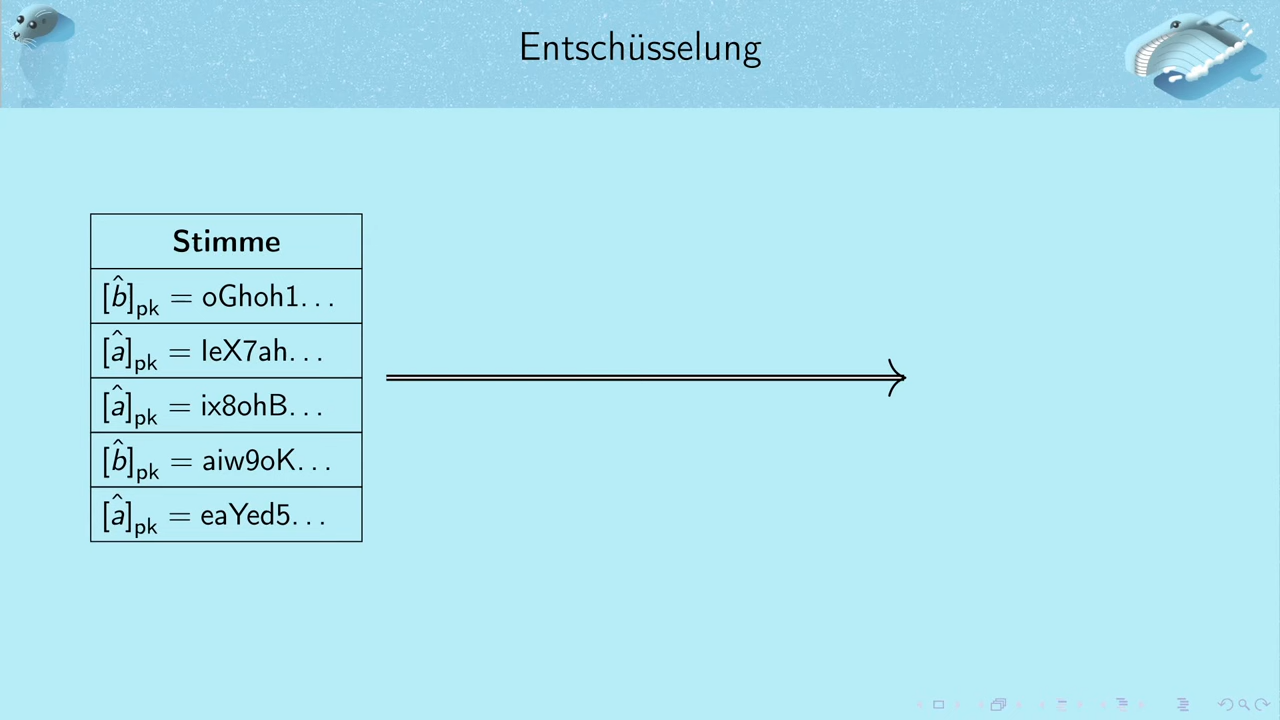 Entschüsselung
Stimme
[b̂]pk = oGhoh1...
[â]pk = IeX7ah...
[â]pk = ix8ohB...
[b̂]pk = aiw9oK...
[â]pk = eaYed5...